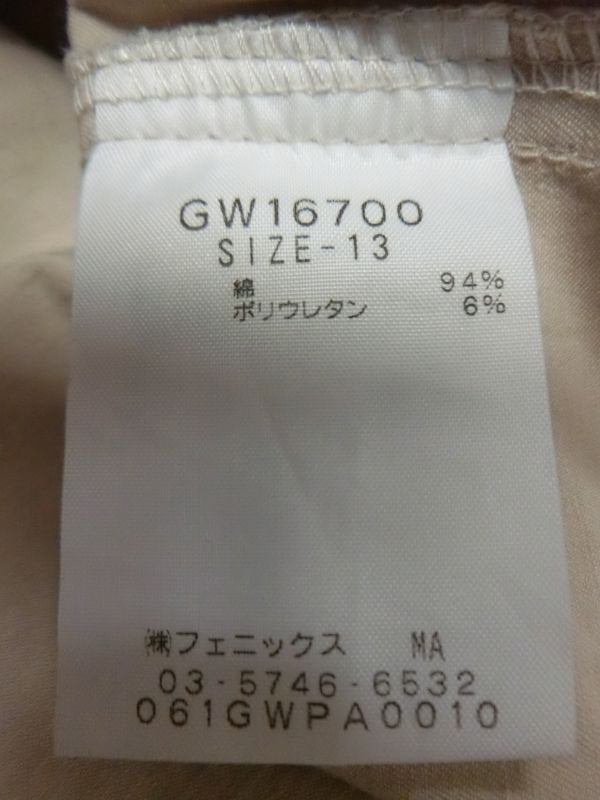 GW16700
SIZE-13
綿 94%
ポリウレタン 6%
㈱フェニックス MA
03-5746-6532
061GWPA0010